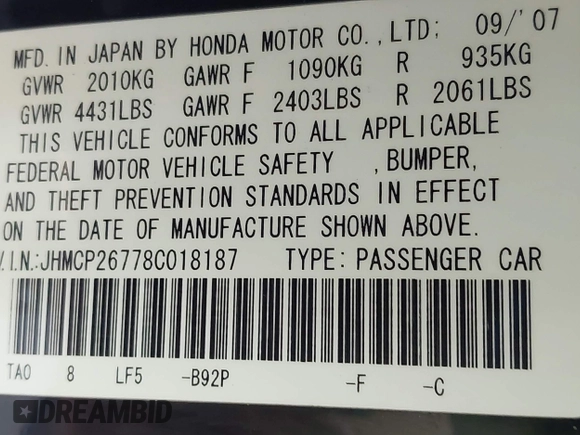 MFD. IN JAPAN BY HONDA MOTOR CO.,LTD; 09/'07
GVWR 2010KG GAWR F 1090KG R 935KG
GVWR 4431LBS GAWR F 2403LBS R 2061LBS
THIS VEHICLE CONFORMS TO ALL APPLICABLE
FEDERAL MOTOR VEHICLE SAFETY ,BUMPER,
AND THEFT PREVENTION STANDARDS IN EFFECT
ON THE DATE OF MANUFACTURE SHOWN ABOVE.
V.I.N.:JHMCP26778C018187 TYPE: PASSENGER CAR
TA0 8 LF5 -B92P -F -C
DREAMBID